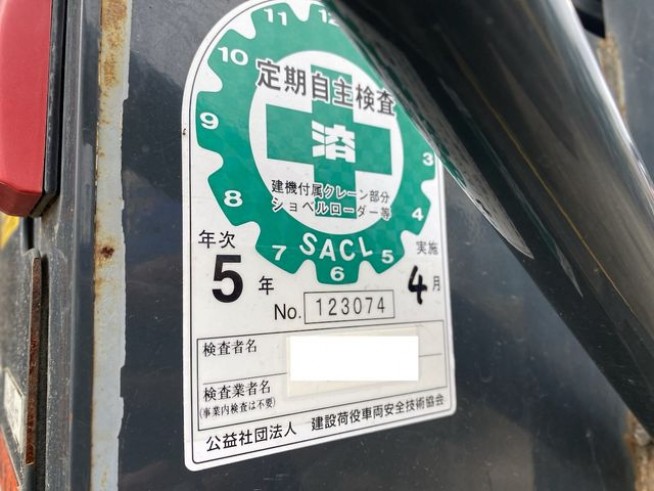 11 12
10
9
8
7
6
5
4
3
定期自主検査
済
建機付属クレーン部分
ショベルローダー等
SACL
年次
実施
5年
4月
No. 123074
検査者名
検査業者名
(事業内検査は不要)
公益社団法人 建設荷役車両安全技術協会